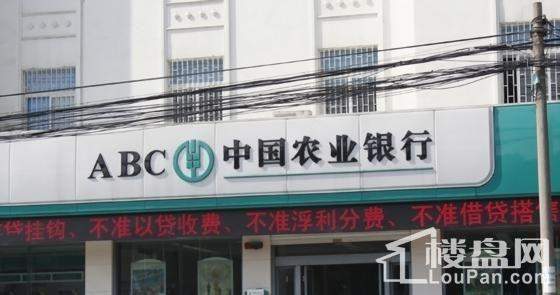 ABC 中国农业银行
贷挂钩、不准以贷收费、不准浮利分费、不准借贷搭售
楼盘网
LouPan.com